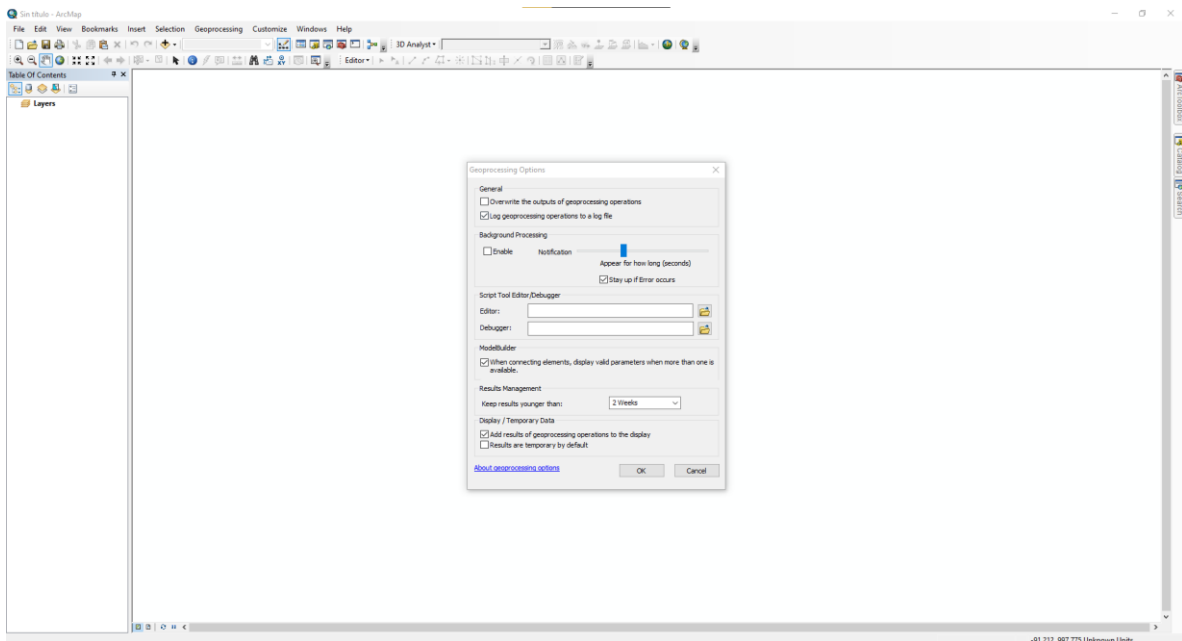 Sin título - ArcMap
File Edit View Bookmarks Insert Selection Geoprocessing Customize Windows Help
3D Analyst
Editor
Table Of Contents
Layers
ArcToolbox
Catalog
Search
Geoprocessing Options
General
Overwrite the outputs of geoprocessing operations
Log geoprocessing operations to a log file
Background Processing
Enable Notification
Appear for how long (seconds)
Stay up if Error occurs
Script Tool Editor/Debugger
Editor:
Debugger:
ModelBuilder
When connecting elements, display valid parameters when more than one is
available.
Results Management
Keep results younger than: 2 Weeks
Display / Temporary Data
Add results of geoprocessing operations to the display
Results are temporary by default
About geoprocessing options OK Cancel
-91,212 997,775 Unknown Units